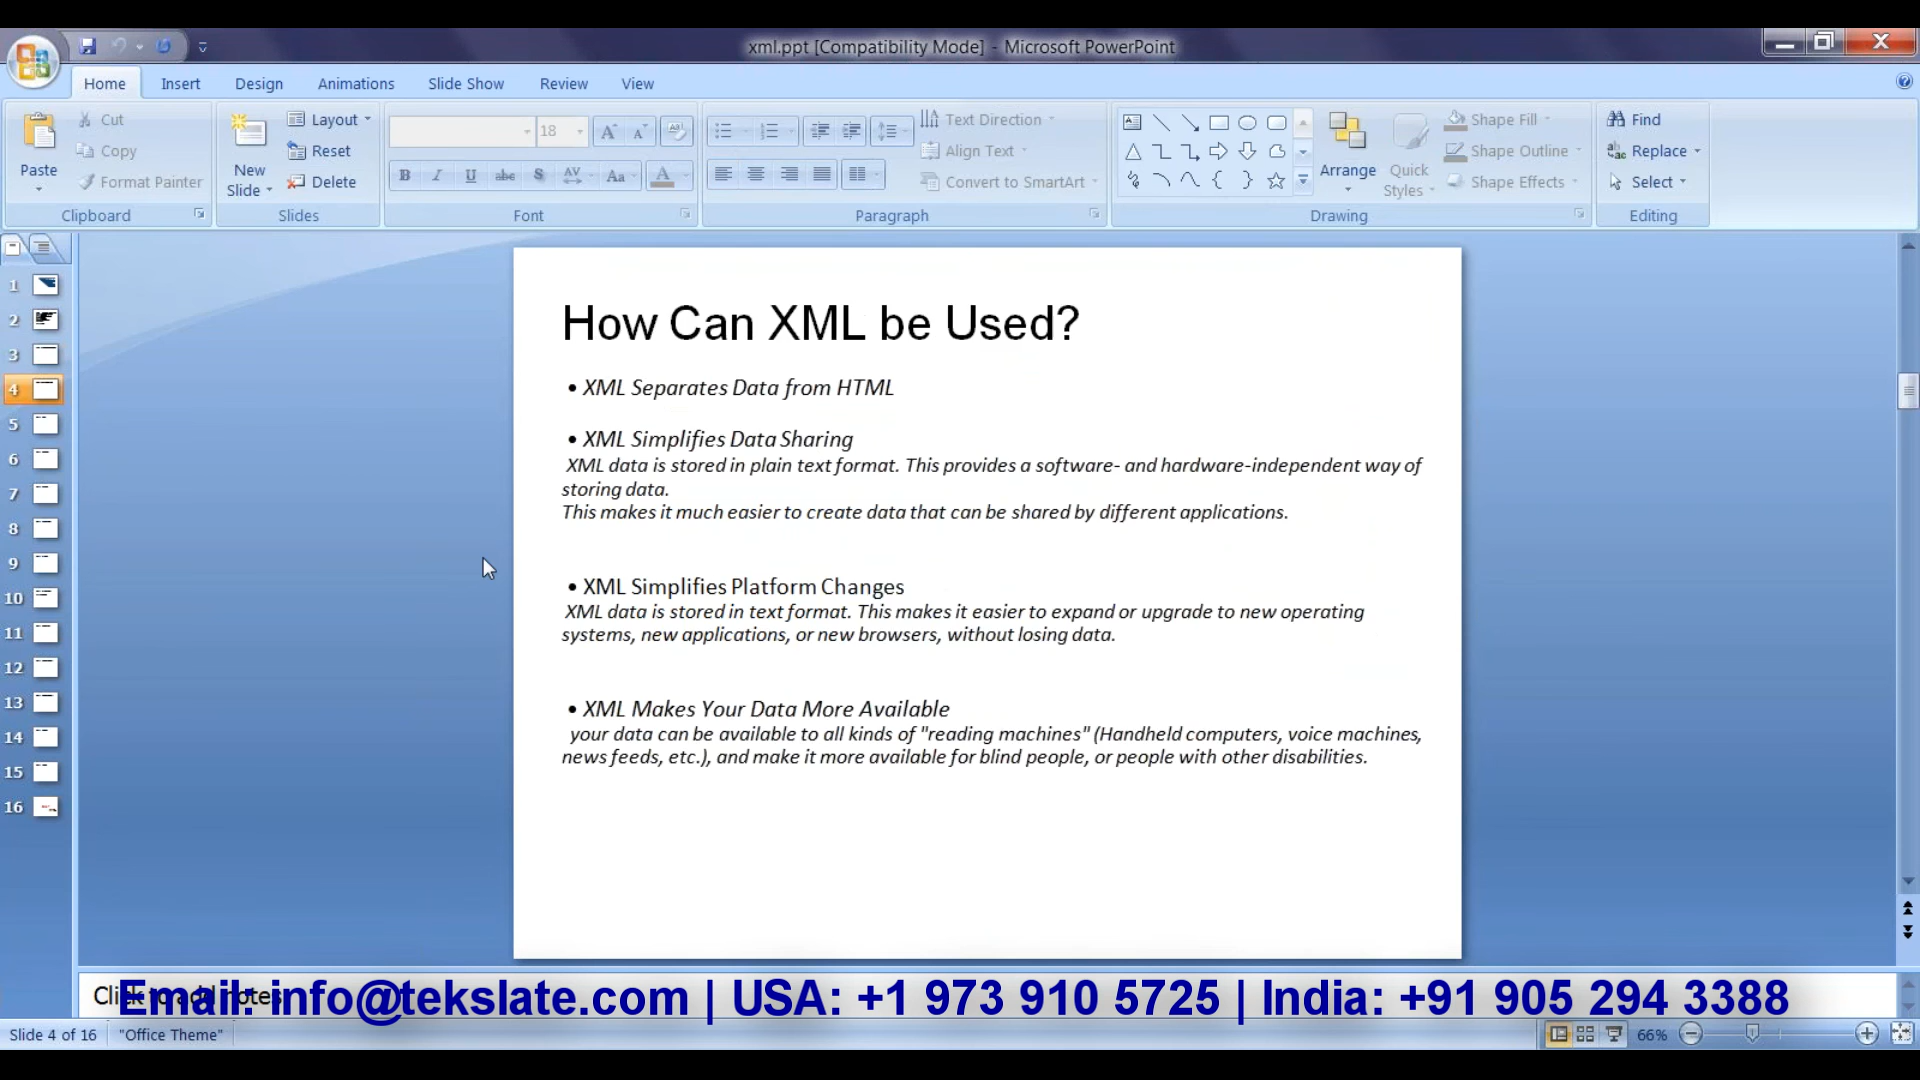 xml.ppt [Compatibility Mode] - Microsoft PowerPoint
Home Insert Design Animations Slide Show Review View
Paste
Cut
Copy
Format Painter
Clipboard
New Slide
Layout
Reset
Delete
Slides
18
B I U abc S AV Aa A
Font
Text Direction
Align Text
Convert to SmartArt
Paragraph
Arrange
Quick Styles
Shape Fill
Shape Outline
Shape Effects
Drawing
Find
Replace
Select
Editing
1
2
3
4
5
6
7
8
9
10
11
12
13
14
15
16
How Can XML be Used?
• XML Separates Data from HTML
• XML Simplifies Data Sharing
XML data is stored in plain text format. This provides a software- and hardware-independent way of
storing data.
This makes it much easier to create data that can be shared by different applications.
• XML Simplifies Platform Changes
XML data is stored in text format. This makes it easier to expand or upgrade to new operating
systems, new applications, or new browsers, without losing data.
• XML Makes Your Data More Available
your data can be available to all kinds of "reading machines" (Handheld computers, voice machines,
news feeds, etc.), and make it more available for blind people, or people with other disabilities.
Click to add notes
Email: info@tekslate.com | USA: +1 973 910 5725 | India: +91 905 294 3388
Slide 4 of 16 "Office Theme" 66%